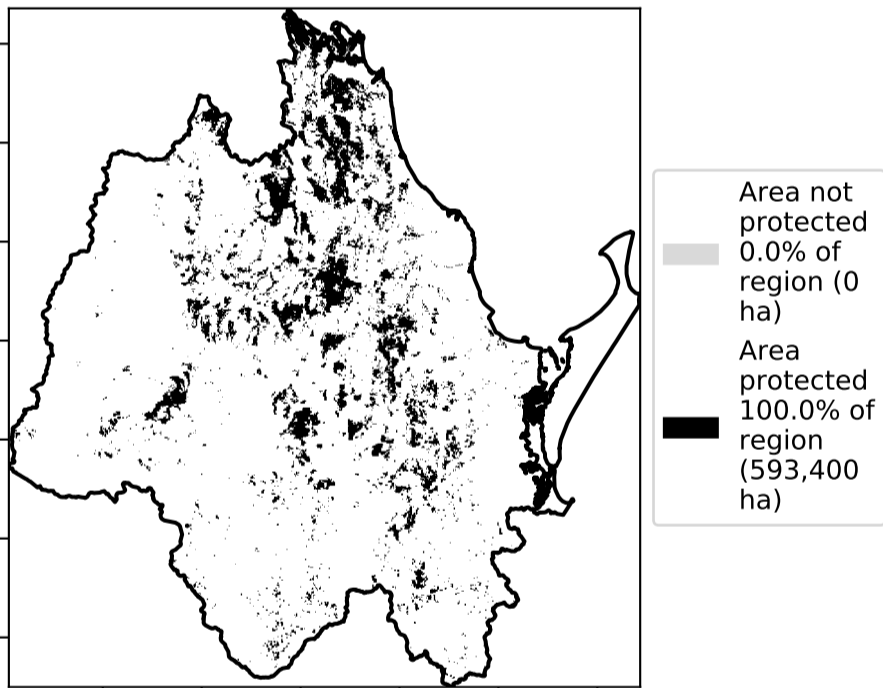 Area not
protected
0.0% of
region (0
ha)
Area
protected
100.0% of
region
(593,400
ha)